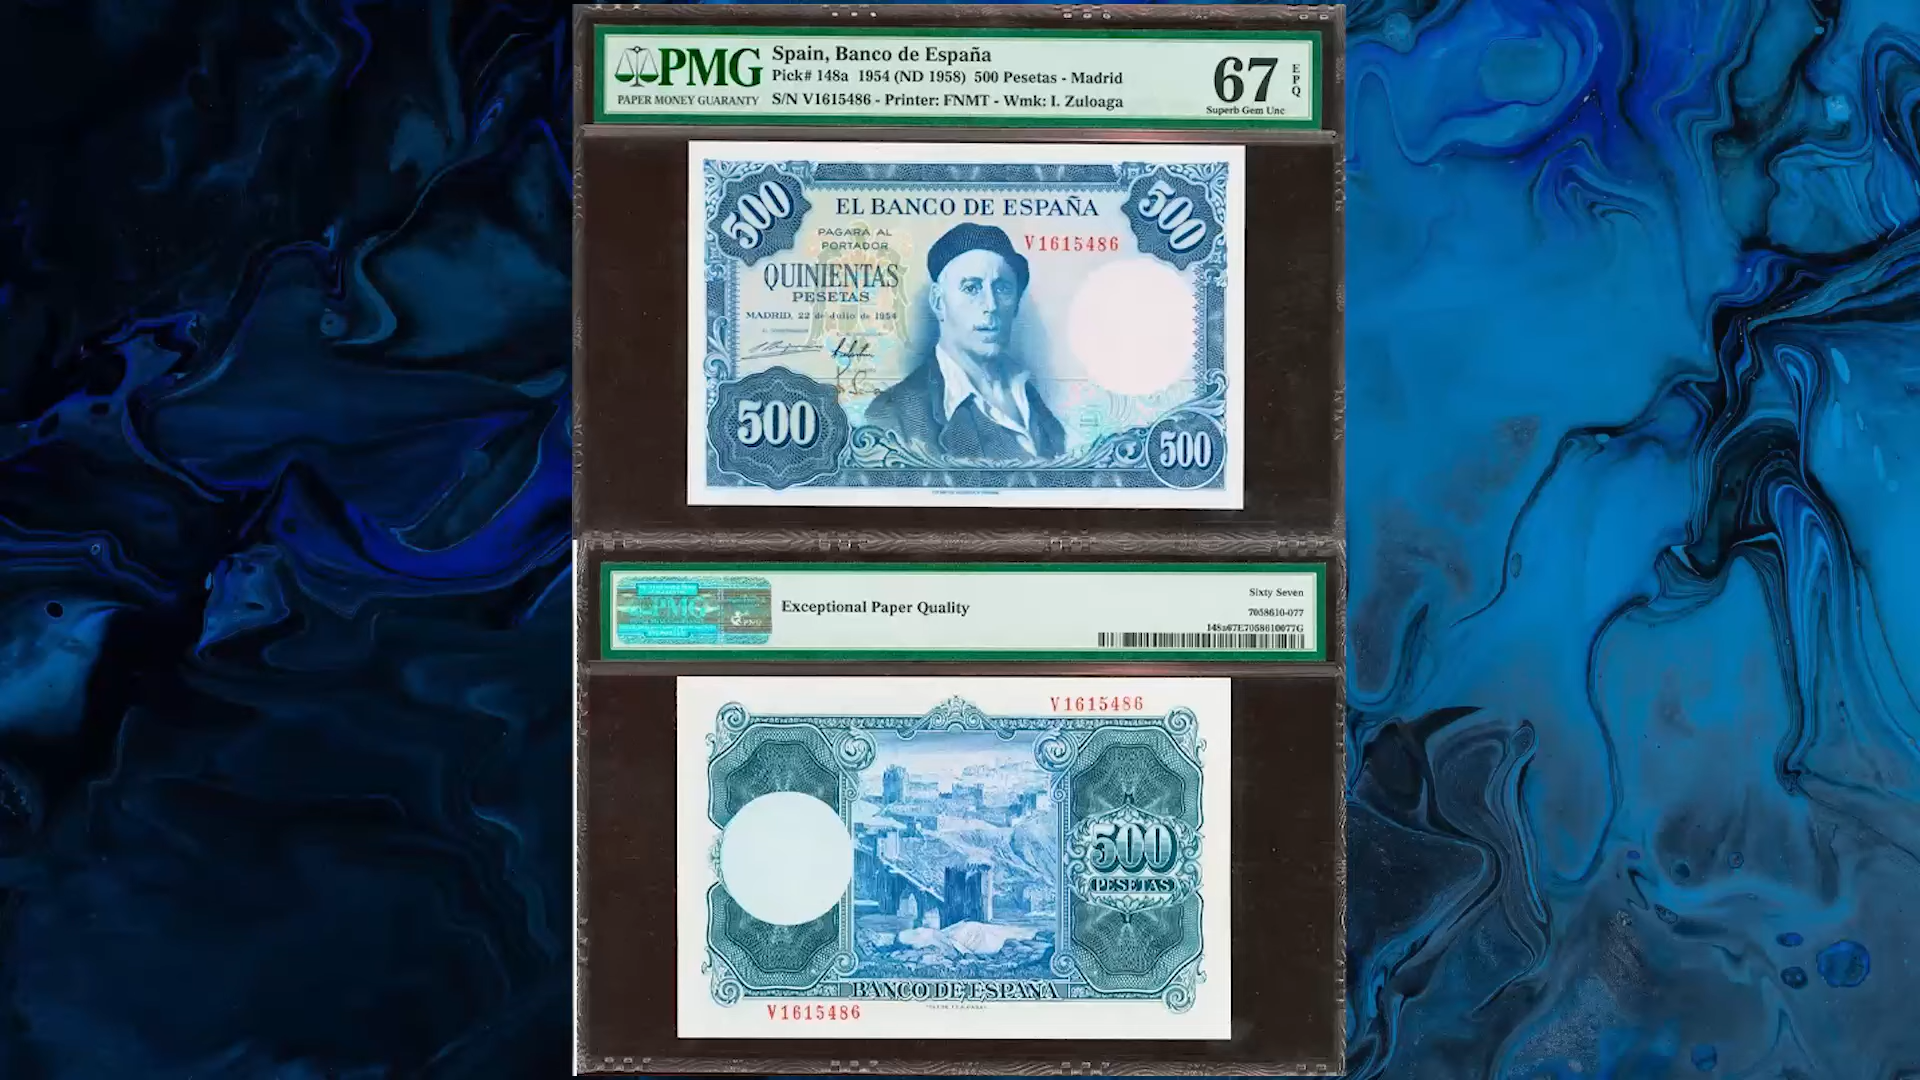 PMG
PAPER MONEY GUARANTY
Spain, Banco de España
Pick# 148a 1954 (ND 1958) 500 Pesetas - Madrid
S/N V1615486 - Printer: FNMT - Wmk: I. Zuloaga
67
EPQ
Superb Gem Unc
500
500
EL BANCO DE ESPAÑA
PAGARA AL
PORTADOR
V1615486
QUINIENTAS
PESETAS
MADRID, 22 de Julio de 1954
500
500
PMG
Exceptional Paper Quality
Sixty Seven
7058610-077
148a67E7058610077G
V1615486
500
PESETAS
BANCO DE ESPAÑA
V1615486